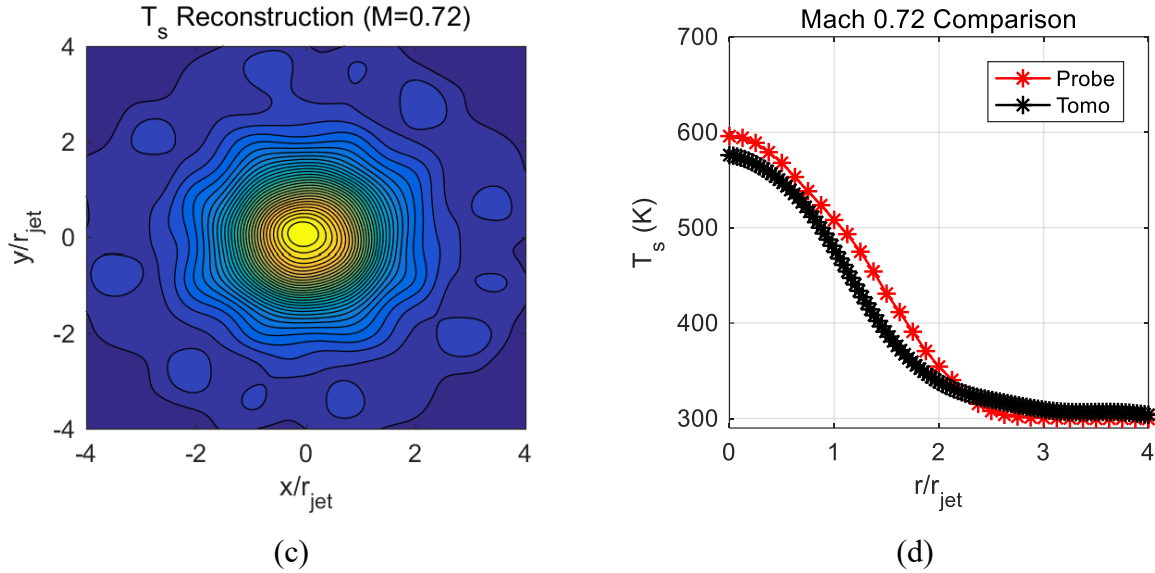 T_s Reconstruction (M=0.72)
4
2
0
-2
-4
-4 -2 0 2 4
y/r_jet
x/r_jet
(c)
Mach 0.72 Comparison
700
600
500
400
300
0 1 2 3 4
T_s (K)
r/r_jet
Probe
Tomo
(d)